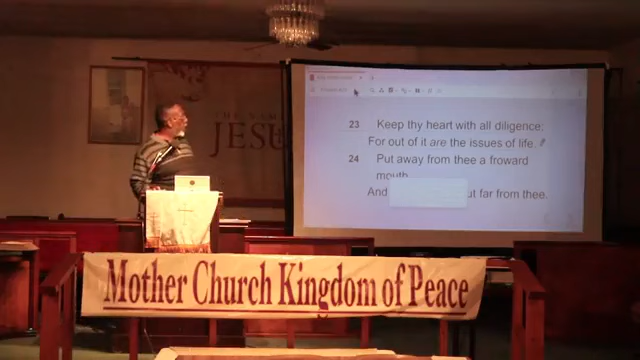 JESU
23 Keep thy heart with all diligence;
For out of it are the issues of life.
24 Put away from thee a froward
mouth
And ut far from thee.
Mother Church Kingdom of Peace